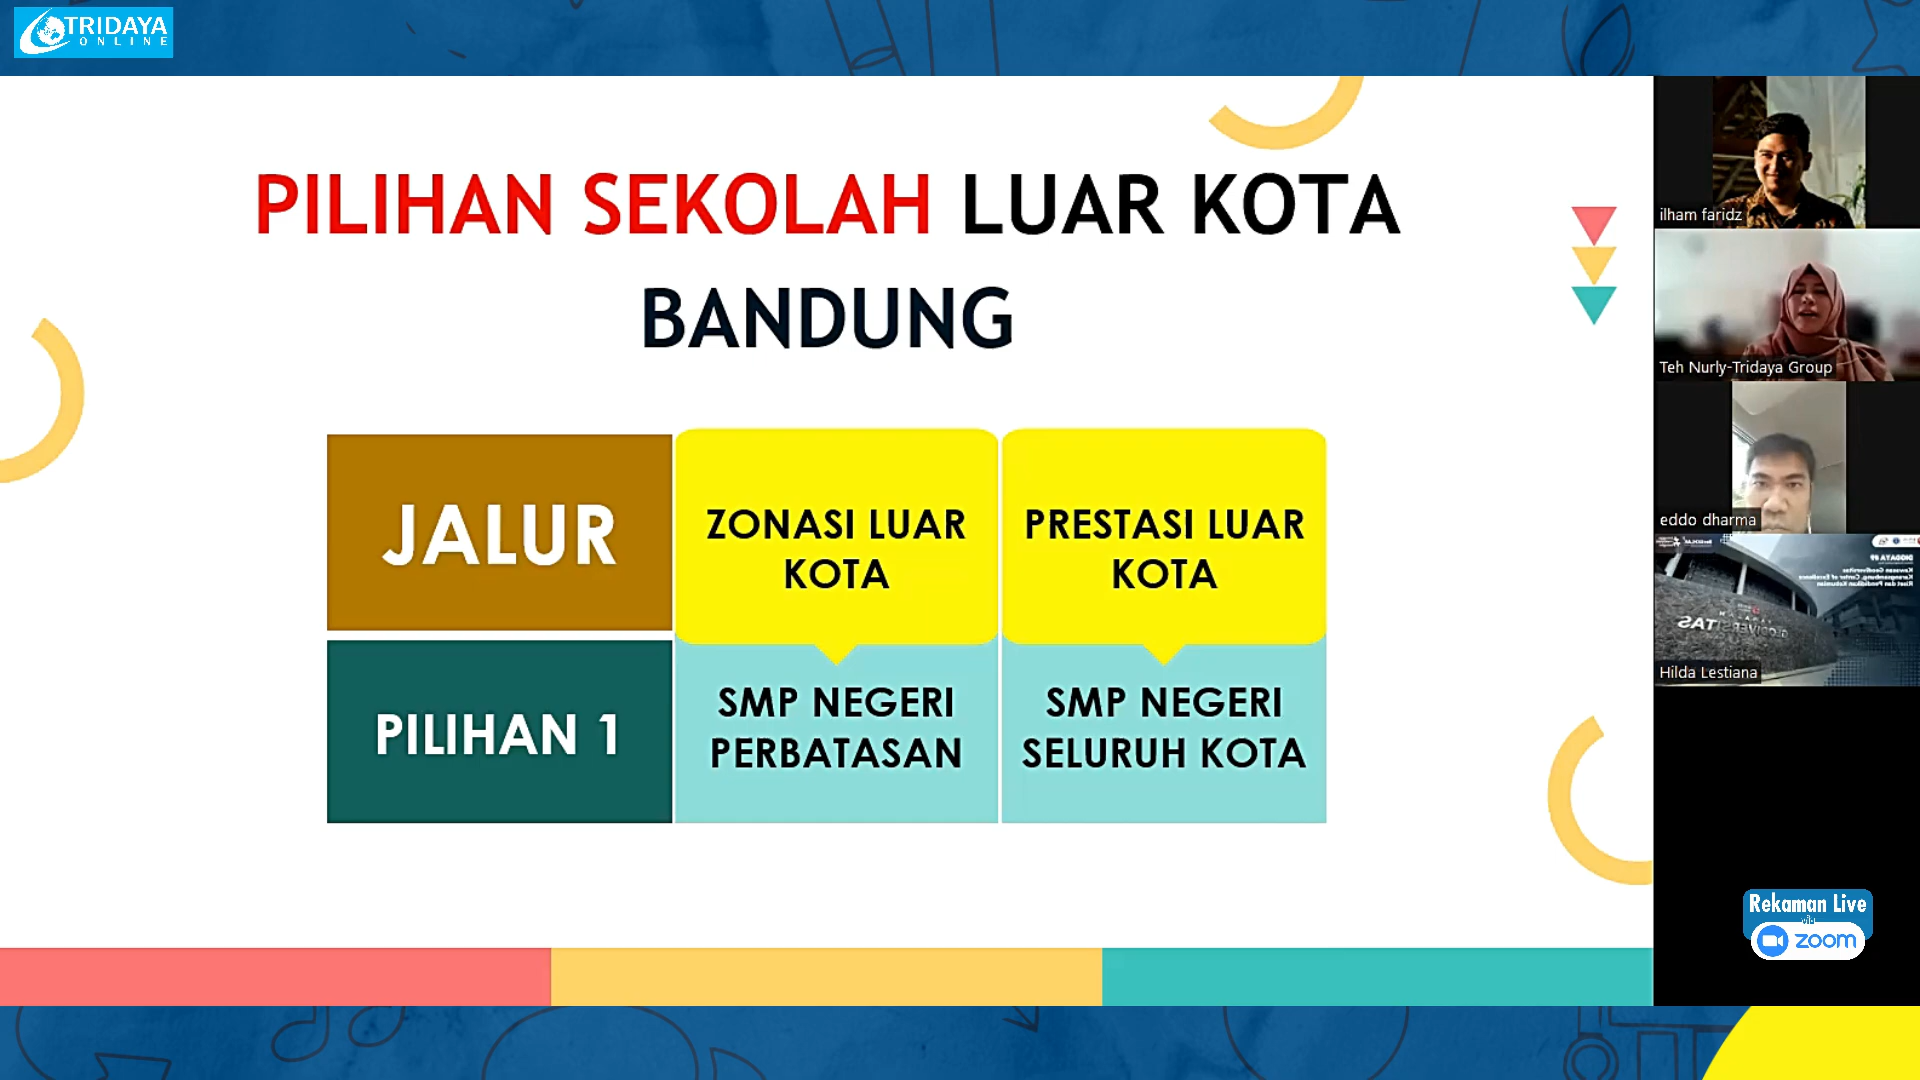 TRIDAYA
ONLINE
PILIHAN SEKOLAH LUAR KOTA
BANDUNG
JALUR
ZONASI LUAR
KOTA
PRESTASI LUAR
KOTA
PILIHAN 1
SMP NEGERI
PERBATASAN
SMP NEGERI
SELURUH KOTA
ilham faridz
Teh Nurly-Tridaya Group
eddo dharma
Hilda Lestiana
Rekaman Live
via
zoom